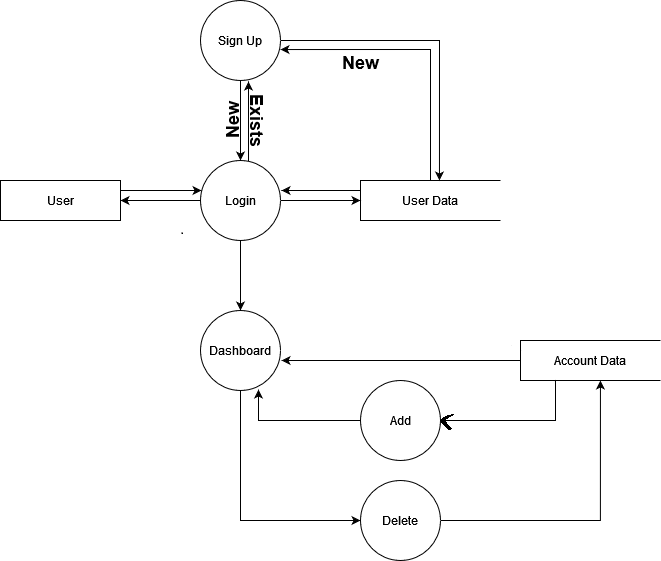 Sign Up
New
New
Exists
User
Login
User Data
Dashboard
Account Data
Add
Delete